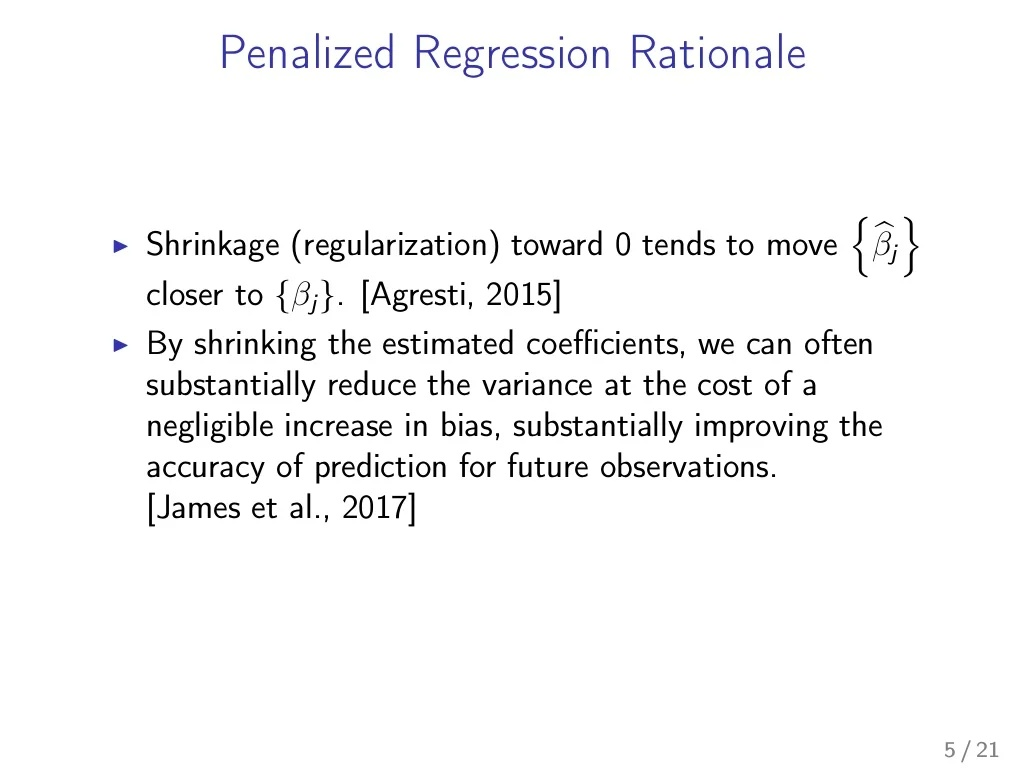 Penalized Regression Rationale
▶ Shrinkage (regularization) toward 0 tends to move {β̂ⱼ}
closer to {βⱼ}. [Agresti, 2015]
▶ By shrinking the estimated coefficients, we can often
substantially reduce the variance at the cost of a
negligible increase in bias, substantially improving the
accuracy of prediction for future observations.
[James et al., 2017]
5 / 21